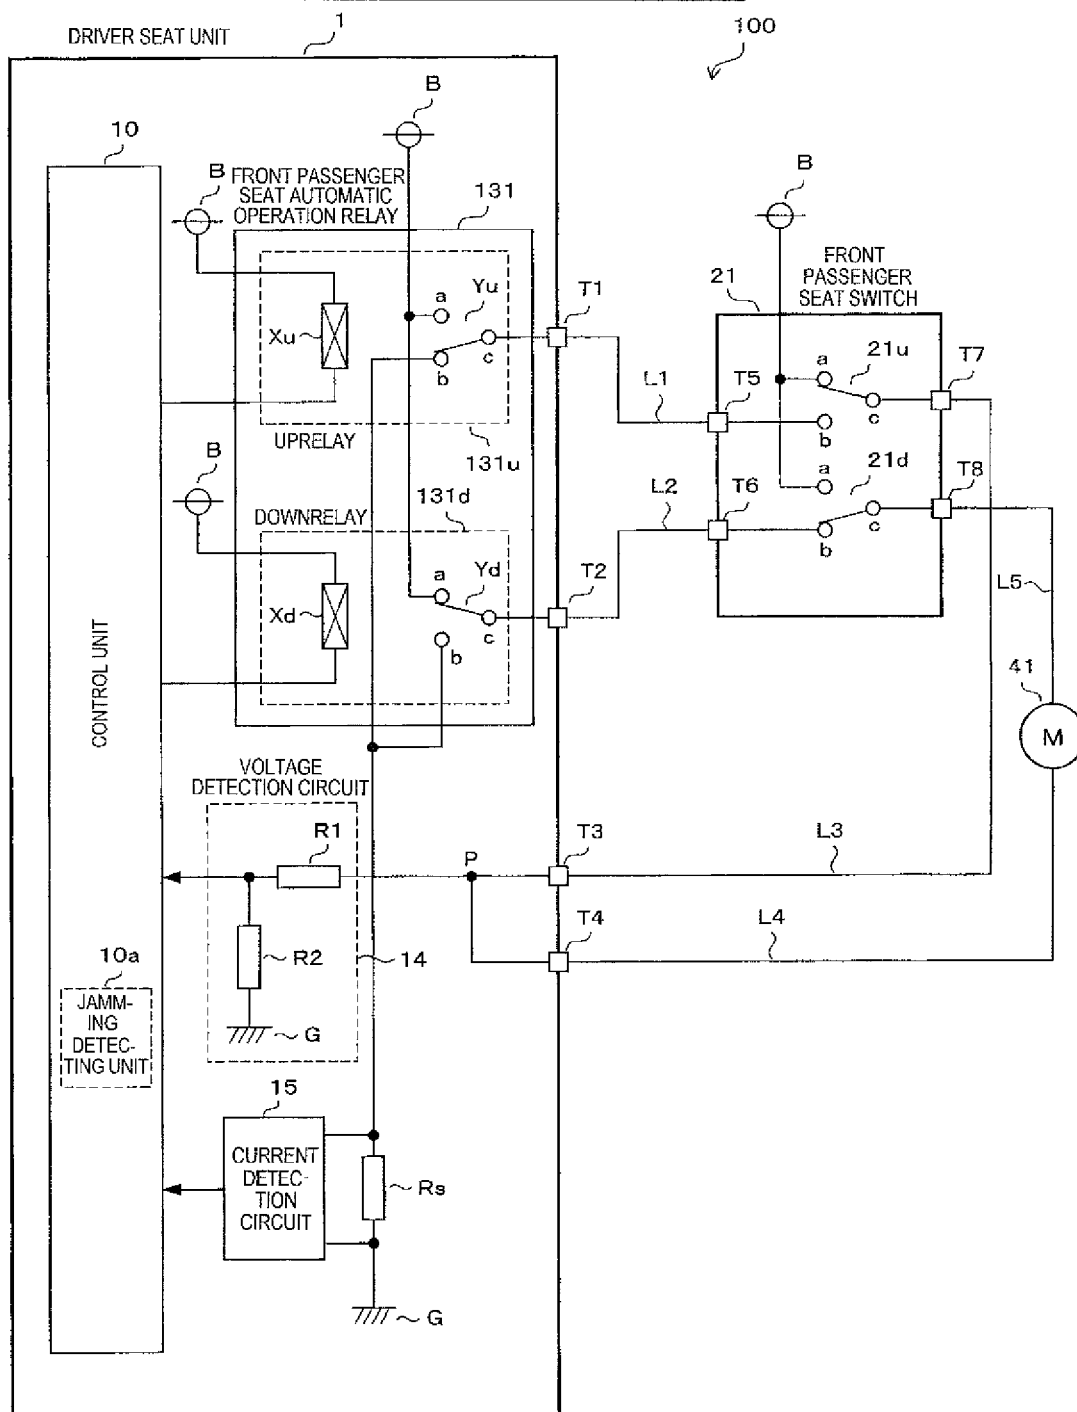 1
DRIVER SEAT UNIT
100
B
10
B
FRONT PASSENGER
SEAT AUTOMATIC
OPERATION RELAY
131
B
FRONT
PASSENGER
SEAT SWITCH
21
T1
a
Yu
Xu
c
b
L1
T5
a
21u
T7
c
b
UPRELAY
131u
B
a
21d
T8
131d
L2
T6
c
b
DOWNRELAY
a
Yd
T2
L5
Xd
c
b
CONTROL UNIT
41
M
VOLTAGE
DETECTION CIRCUIT
R1
P
T3
L3
T4
L4
R2
14
10a
JAMM-
ING
DETEC-
TING UNIT
G
15
CURRENT
DETEC-
TION
CIRCUIT
Rs
G